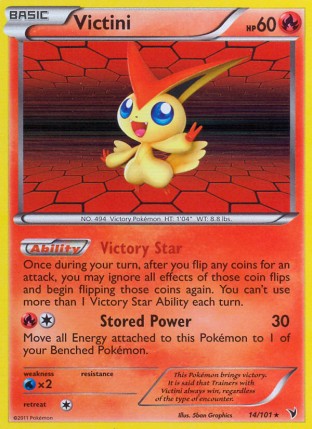 BASIC
Victini HP60
NO. 494 Victory Pokémon. HT: 1'04" WT: 8.8 lbs.
Ability Victory Star
Once during your turn, after you flip any coins for an
attack, you may ignore all effects of those coin flips
and begin flipping those coins again. You can't use
more than 1 Victory Star Ability each turn.
Stored Power 30
Move all Energy attached to this Pokémon to 1 of
your Benched Pokémon.
weakness resistance
×2
retreat
This Pokémon brings victory.
It is said that Trainers with
Victini always win, regardless
of the type of encounter.
©2011 Pokémon Illus. 5ban Graphics 14/101★